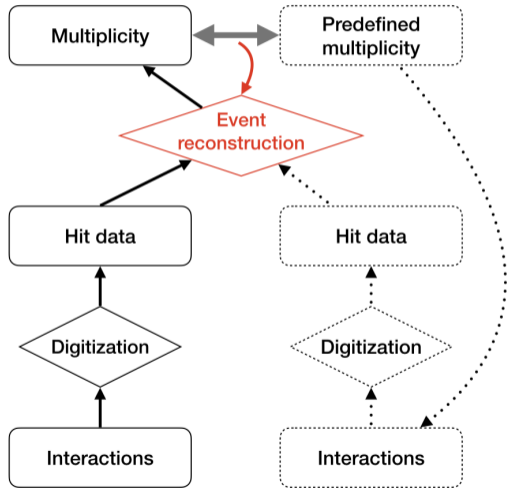 Multiplicity
Predefined
multiplicity
Event
reconstruction
Hit data
Hit data
Digitization
Digitization
Interactions
Interactions